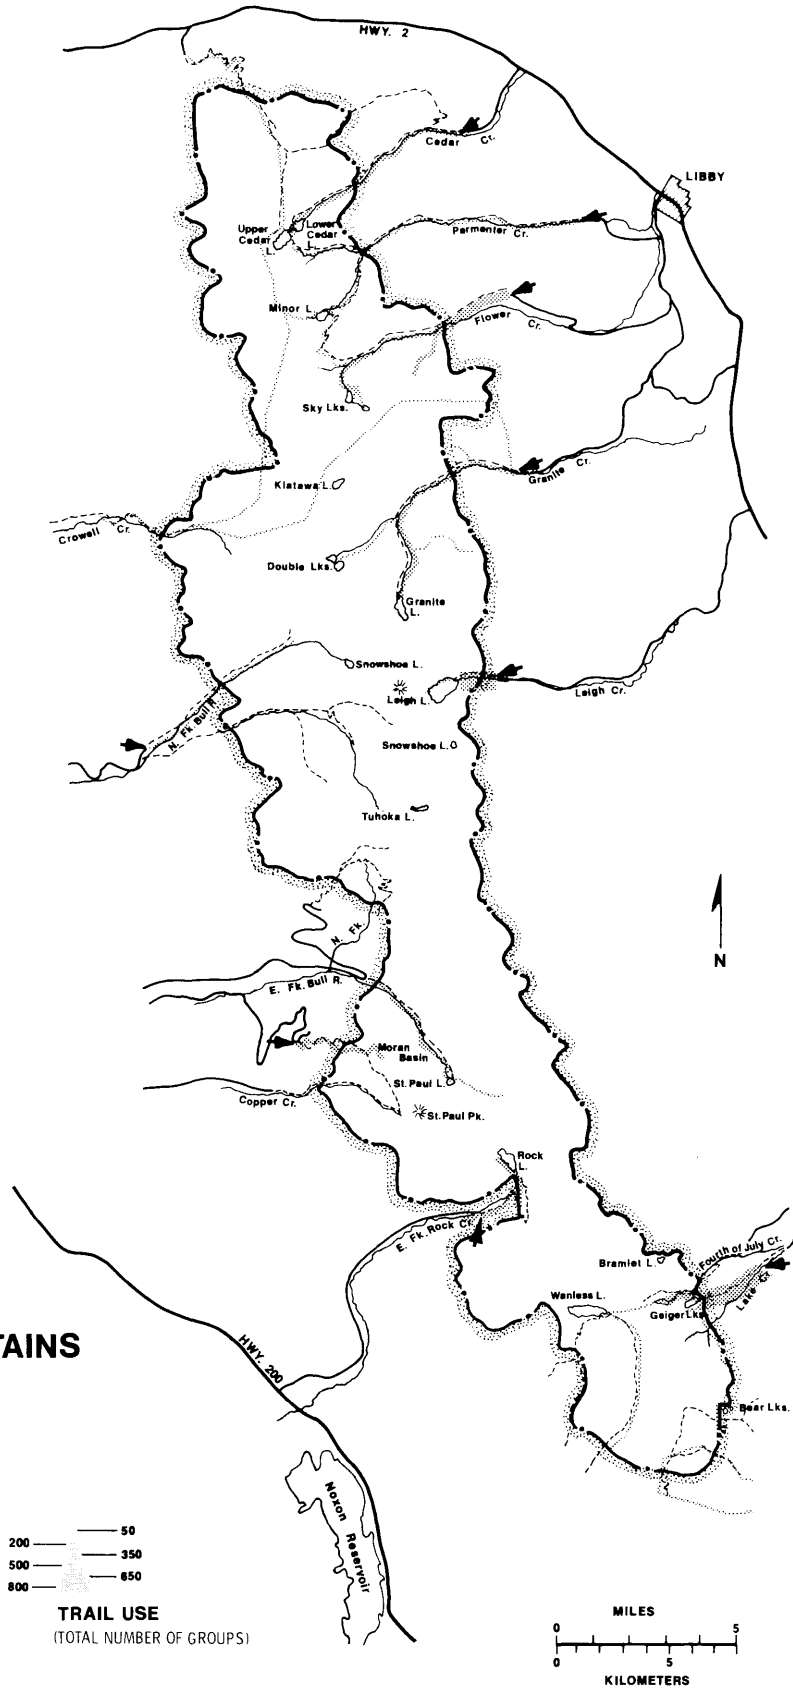 HWY. 2
Cedar Cr.
LIBBY
Upper
Cedar
L.
Lower
Cedar
L.
Parmenter Cr.
Minor L.
Flower Cr.
Sky Lks.
Granite Cr.
Klatawa L.
Crowell Cr.
Double Lks.
Granite
L.
Snowshoe L.
Leigh L.
Leigh Cr.
N. Fk. Bull R.
Snowshoe L.
Tuhoka L.
N. Fk.
N
E. Fk. Bull R.
Moran
Basin
St. Paul L.
Copper Cr.
St. Paul Pk.
Rock
L.
E. Fk. Rock Cr.
Bramlet L.
Fourth of July Cr.
Wanless L.
Lake Cr.
Geiger Lks.
TAINS
HWY. 200
Bear Lks.
Noxon Reservoir
50
200
350
500
650
800
TRAIL USE
(TOTAL NUMBER OF GROUPS)
MILES
0 5
0 5
KILOMETERS